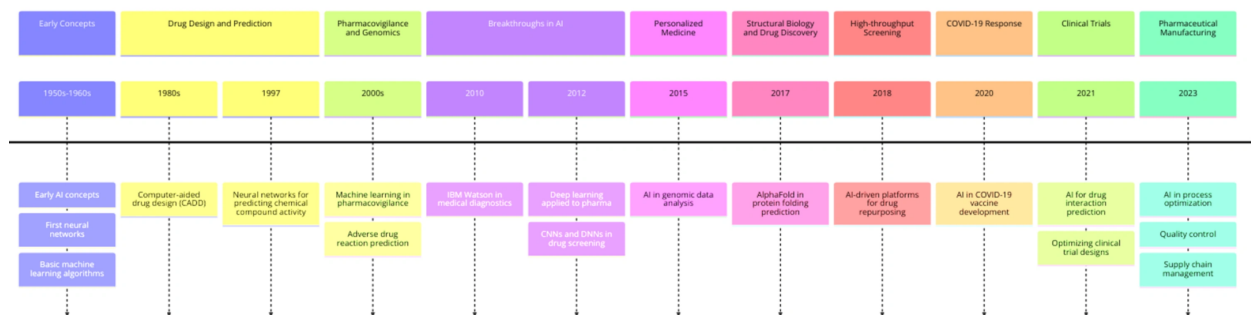 Early Concepts
Drug Design and Prediction
Pharmacovigilance
and Genomics
Breakthroughs in AI
Personalized
Medicine
Structural Biology
and Drug Discovery
High-throughput
Screening
COVID-19 Response
Clinical Trials
Pharmaceutical
Manufacturing
1950s-1960s
1980s
1997
2000s
2010
2012
2015
2017
2018
2020
2021
2023
Early AI concepts
First neural
networks
Basic machine
learning algorithms
Computer-aided
drug design (CADD)
Neural networks for
predicting chemical
compound activity
Machine learning in
pharmacovigilance
Adverse drug
reaction prediction
IBM Watson in
medical diagnostics
Deep learning
applied to pharma
CNNs and DNNs in
drug screening
AI in genomic data
analysis
AlphaFold in
protein folding
prediction
AI-driven platforms
for drug
repurposing
AI in COVID-19
vaccine
development
AI for drug
interaction
prediction
Optimizing clinical
trial designs
AI in process
optimization
Quality control
Supply chain
management